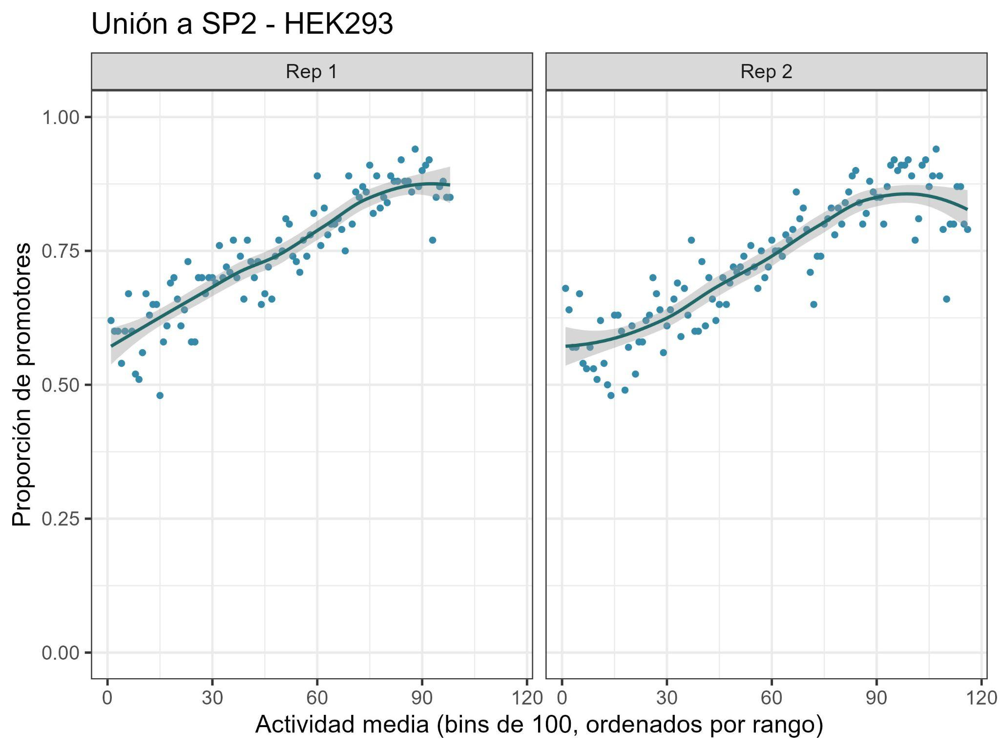 Unión a SP2 - HEK293
Rep 1
Rep 2
Proporción de promotores
1.00
0.75
0.50
0.25
0.00
0 30 60 90 120
0 30 60 90 120
Actividad media (bins de 100, ordenados por rango)